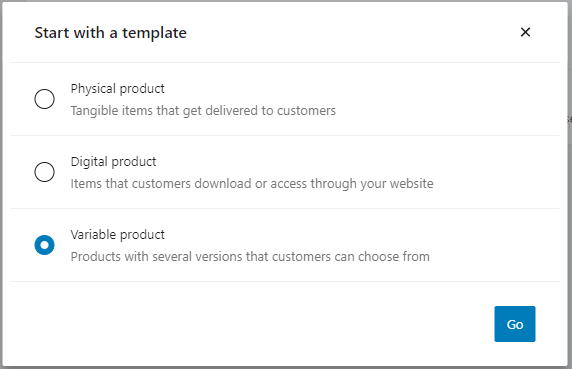 Start with a template
Physical product
Tangible items that get delivered to customers
Digital product
Items that customers download or access through your website
Variable product
Products with several versions that customers can choose from
Go